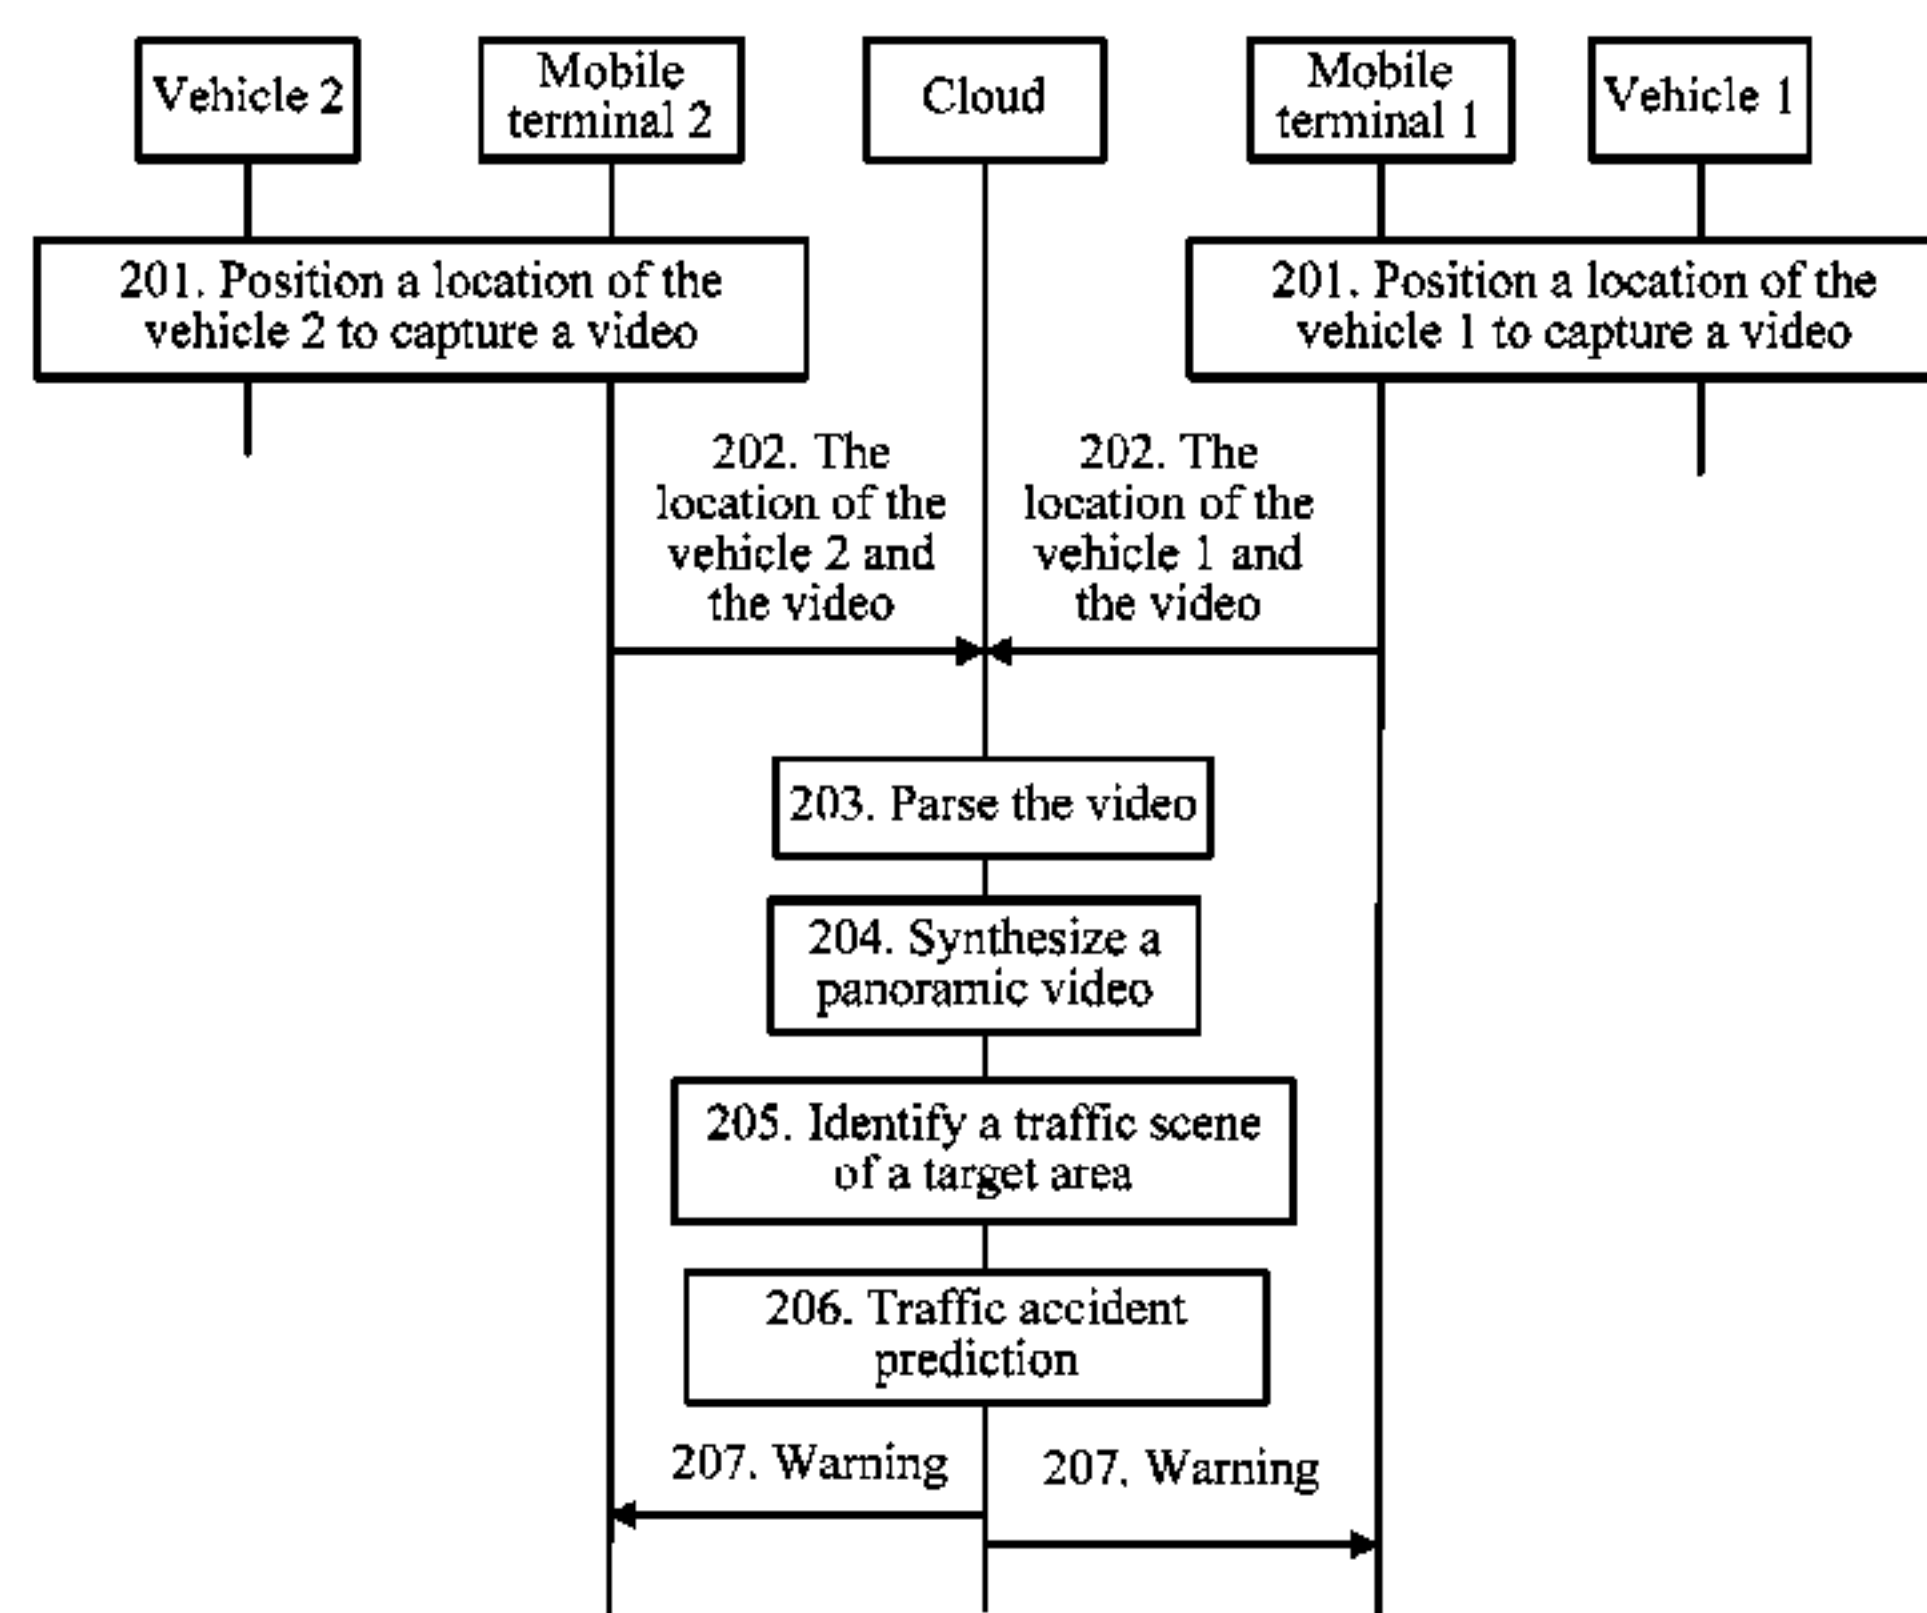 Vehicle 2
Mobile
terminal 2
Cloud
Mobile
terminal 1
Vehicle 1
201. Position a location of the
vehicle 2 to capture a video
201. Position a location of the
vehicle 1 to capture a video
202. The
location of the
vehicle 2 and
the video
202. The
location of the
vehicle 1 and
the video
203. Parse the video
204. Synthesize a
panoramic video
205. Identify a traffic scene
of a target area
206. Traffic accident
prediction
207. Warning
207. Warning